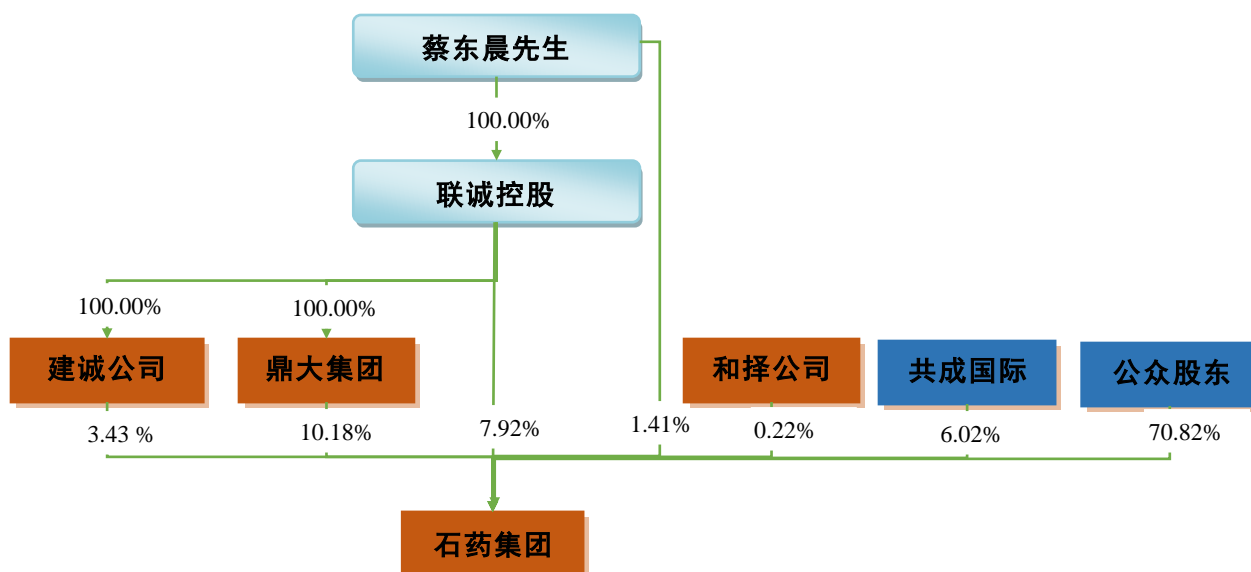 蔡东晨先生
100.00%
联诚控股
100.00%
100.00%
建诚公司
鼎大集团
和择公司
共成国际
公众股东
3.43 %
10.18%
7.92%
1.41%
0.22%
6.02%
70.82%
石药集团